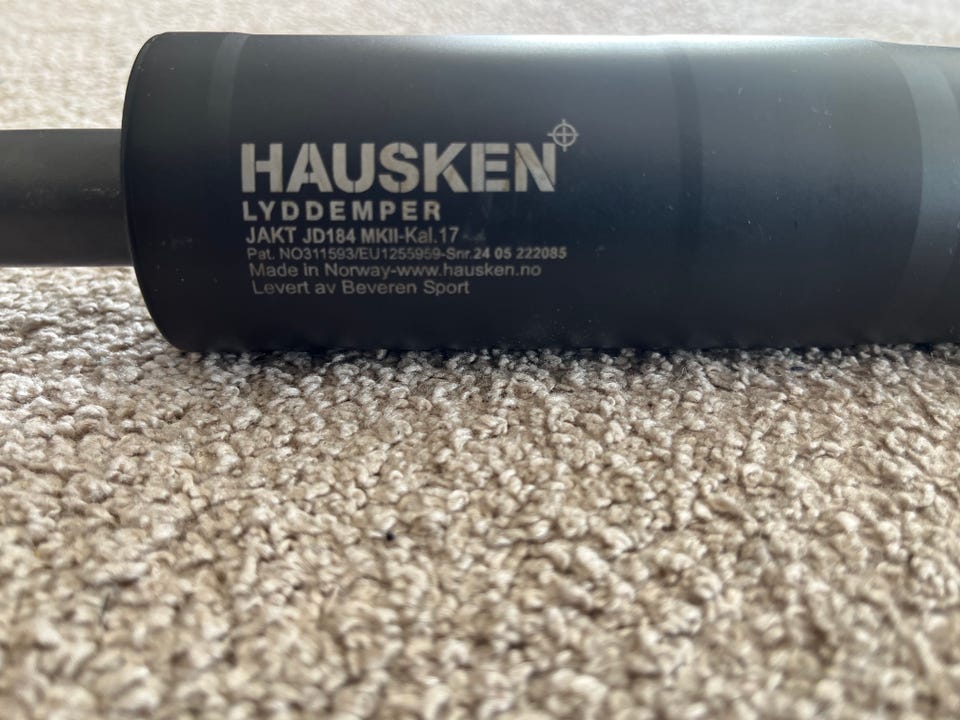 HAUSKEN
LYDDEMPER
JAKT JD184 MKII-Kal.17
Pat. NO311593/EU1255959-Snr.24 05 222085
Made in Norway-www.hausken.no
Levert av Beveren Sport